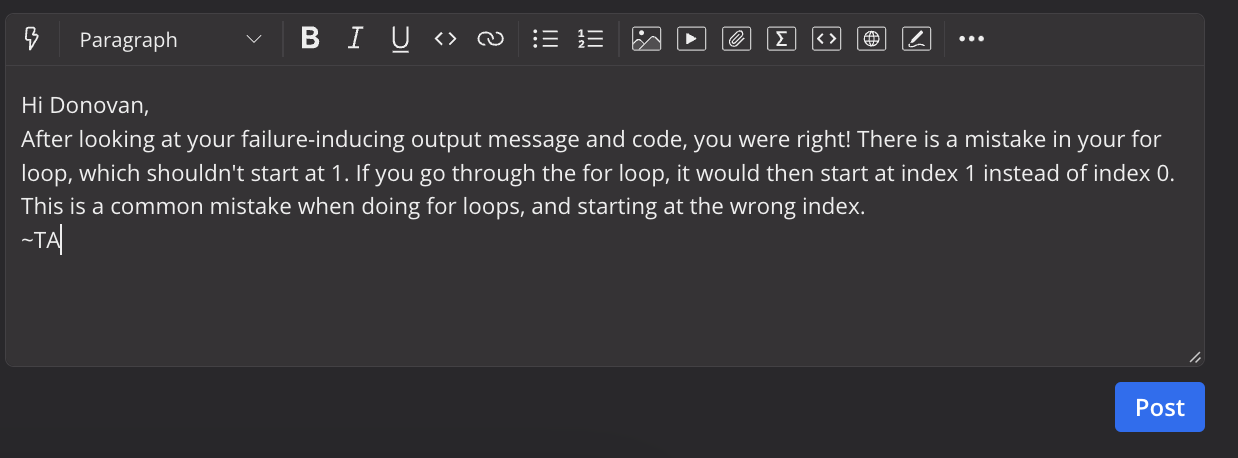 Paragraph
B I U
Hi Donovan,
After looking at your failure-inducing output message and code, you were right! There is a mistake in your for
loop, which shouldn't start at 1. If you go through the for loop, it would then start at index 1 instead of index 0.
This is a common mistake when doing for loops, and starting at the wrong index.
~TA
Post